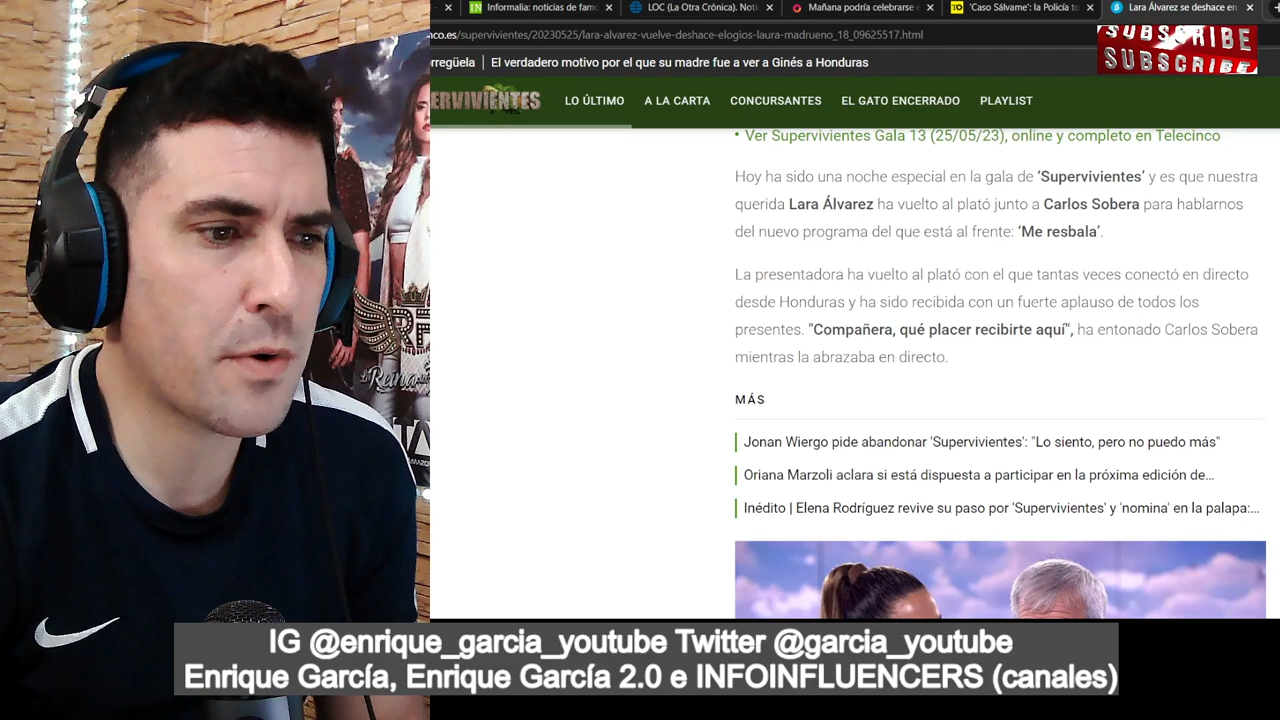 Informalia: noticias de famo
LOC (La Otra Crónica). Noti
Mañana podría celebrarse e
'Caso Sálvame': la Policía to
Lara Álvarez se deshace en
nco.es/supervivientes/20230525/lara-alvarez-vuelve-deshace-elogios-laura-madrueno_18_09625517.html
SUBSCRIBE
SUBSCRIBE
rregüela | El verdadero motivo por el que su madre fue a ver a Ginés a Honduras
ERVIVIENTES LO ÚLTIMO A LA CARTA CONCURSANTES EL GATO ENCERRADO PLAYLIST
• Ver Supervivientes Gala 13 (25/05/23), online y completo en Telecinco
Hoy ha sido una noche especial en la gala de ‘Supervivientes’ y es que nuestra
querida Lara Álvarez ha vuelto al plató junto a Carlos Sobera para hablarnos
del nuevo programa del que está al frente: ‘Me resbala’.
La presentadora ha vuelto al plató con el que tantas veces conectó en directo
desde Honduras y ha sido recibida con un fuerte aplauso de todos los
presentes. "Compañera, qué placer recibirte aquí", ha entonado Carlos Sobera
mientras la abrazaba en directo.
MÁS
Jonan Wiergo pide abandonar 'Supervivientes': "Lo siento, pero no puedo más"
Oriana Marzoli aclara si está dispuesta a participar en la próxima edición de...
Inédito | Elena Rodríguez revive su paso por 'Supervivientes' y 'nomina' en la palapa:...
La Reina
IG @enrique_garcia_youtube Twitter @garcia_youtube
Enrique García, Enrique García 2.0 e INFOINFLUENCERS (canales)